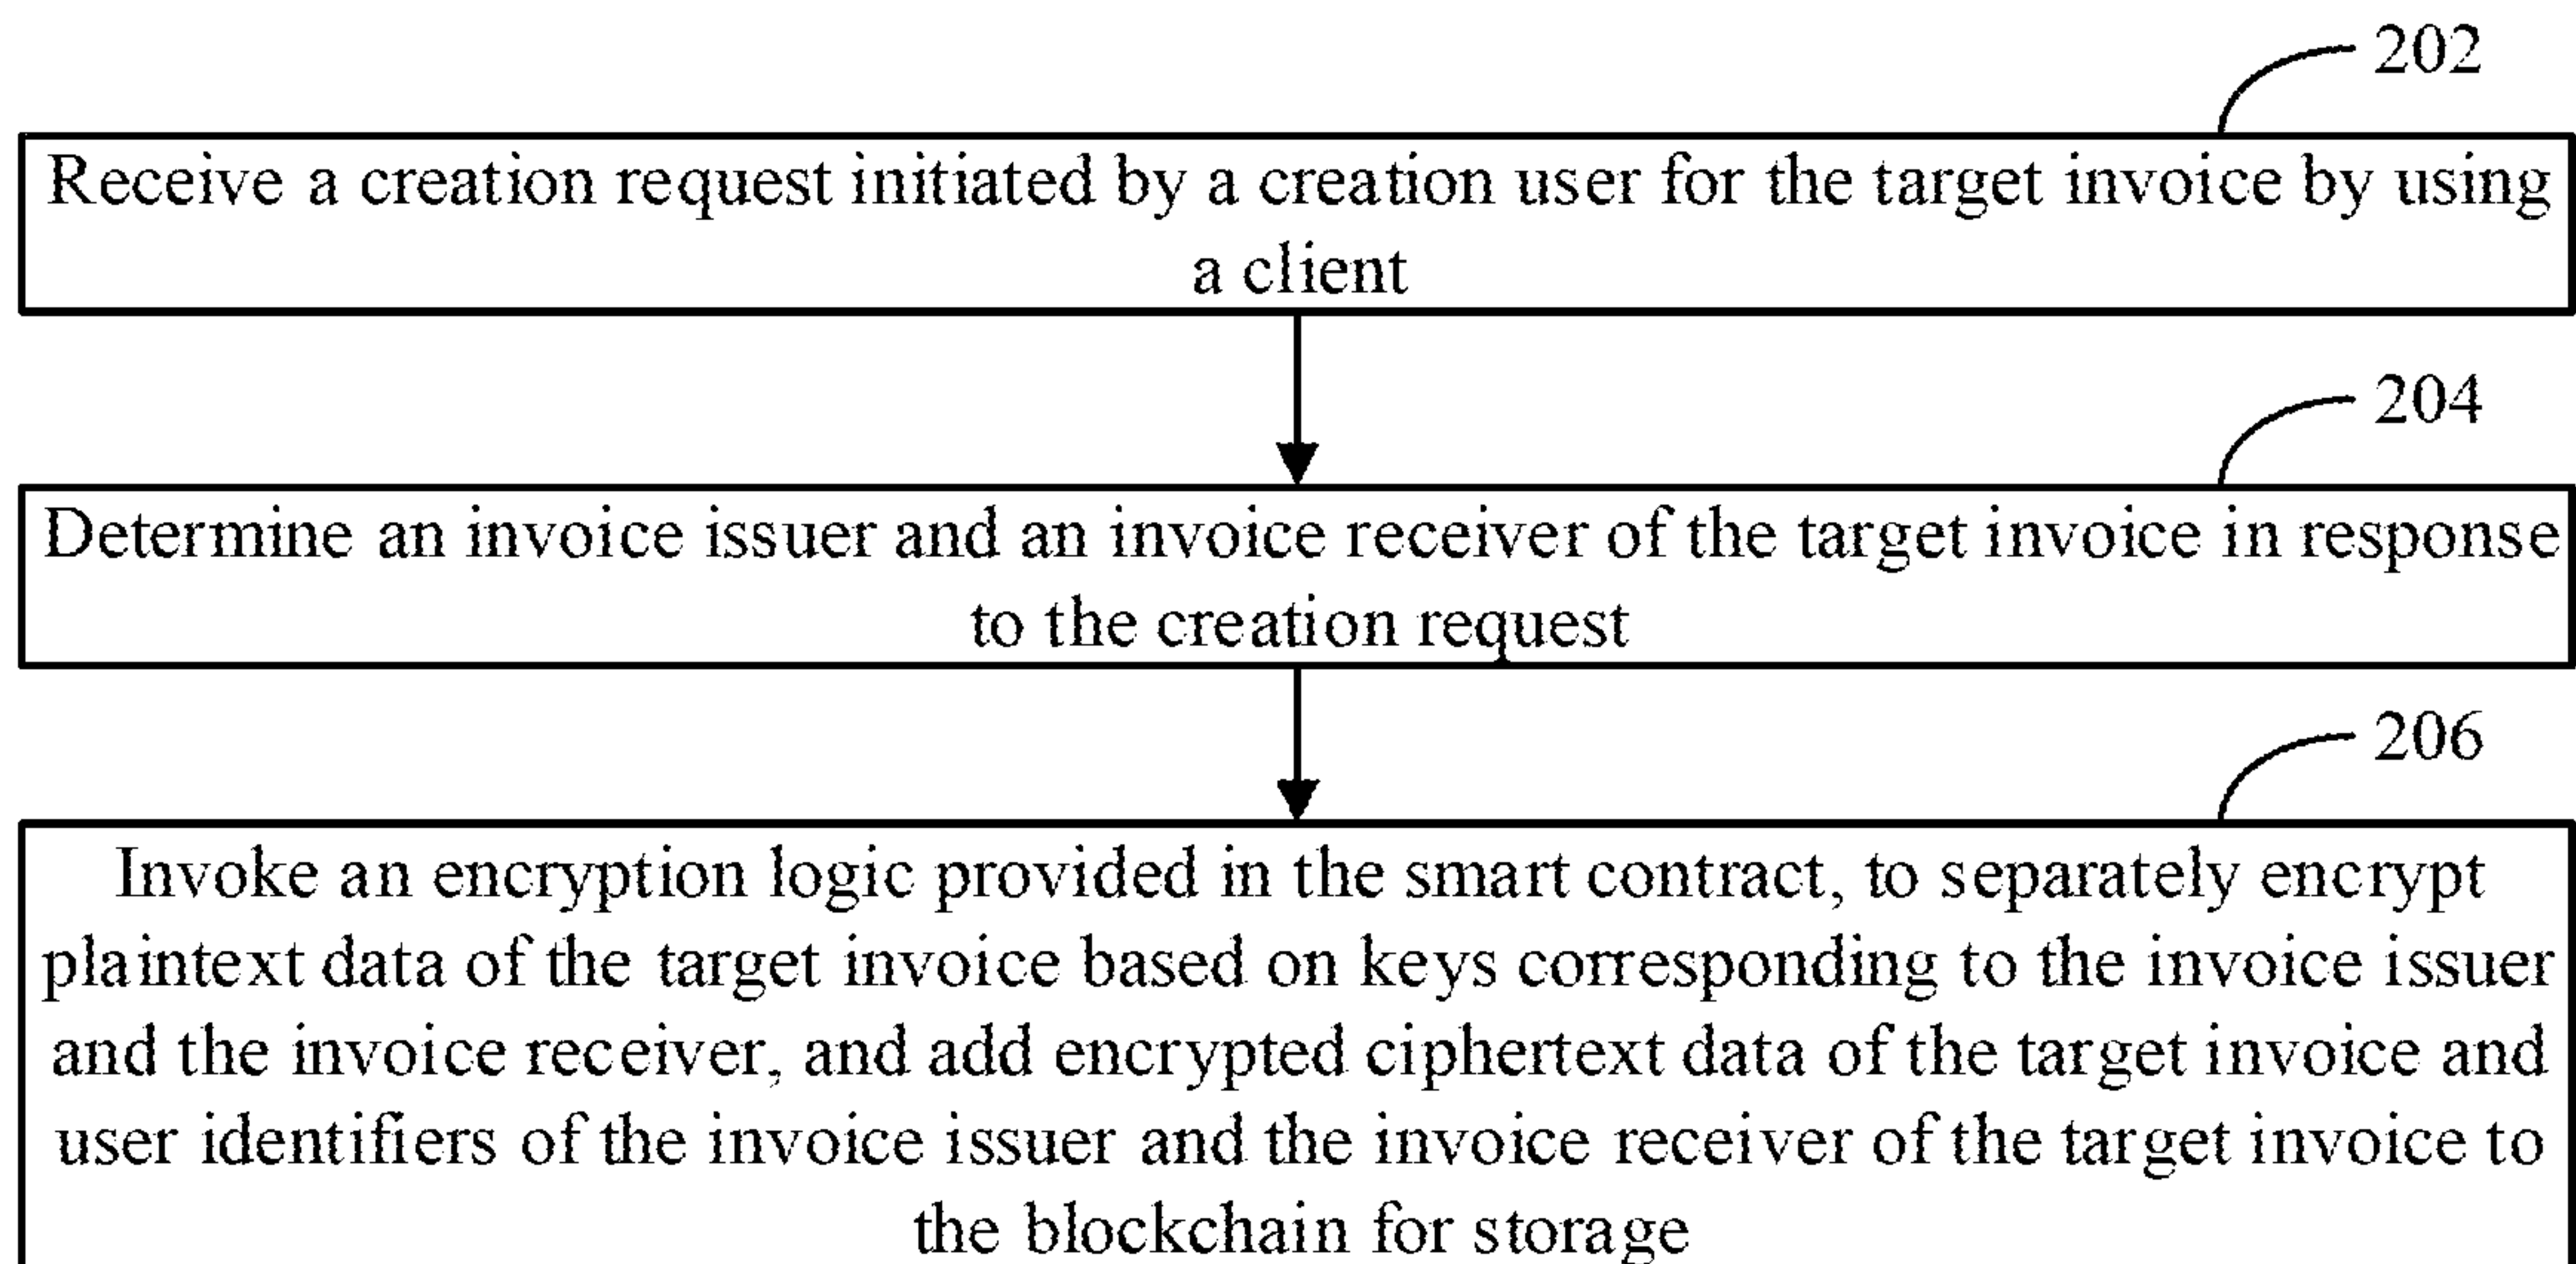 202
Receive a creation request initiated by a creation user for the target invoice by using
a client
204
Determine an invoice issuer and an invoice receiver of the target invoice in response
to the creation request
206
Invoke an encryption logic provided in the smart contract, to separately encrypt
plaintext data of the target invoice based on keys corresponding to the invoice issuer
and the invoice receiver, and add encrypted ciphertext data of the target invoice and
user identifiers of the invoice issuer and the invoice receiver of the target invoice to
the blockchain for storage